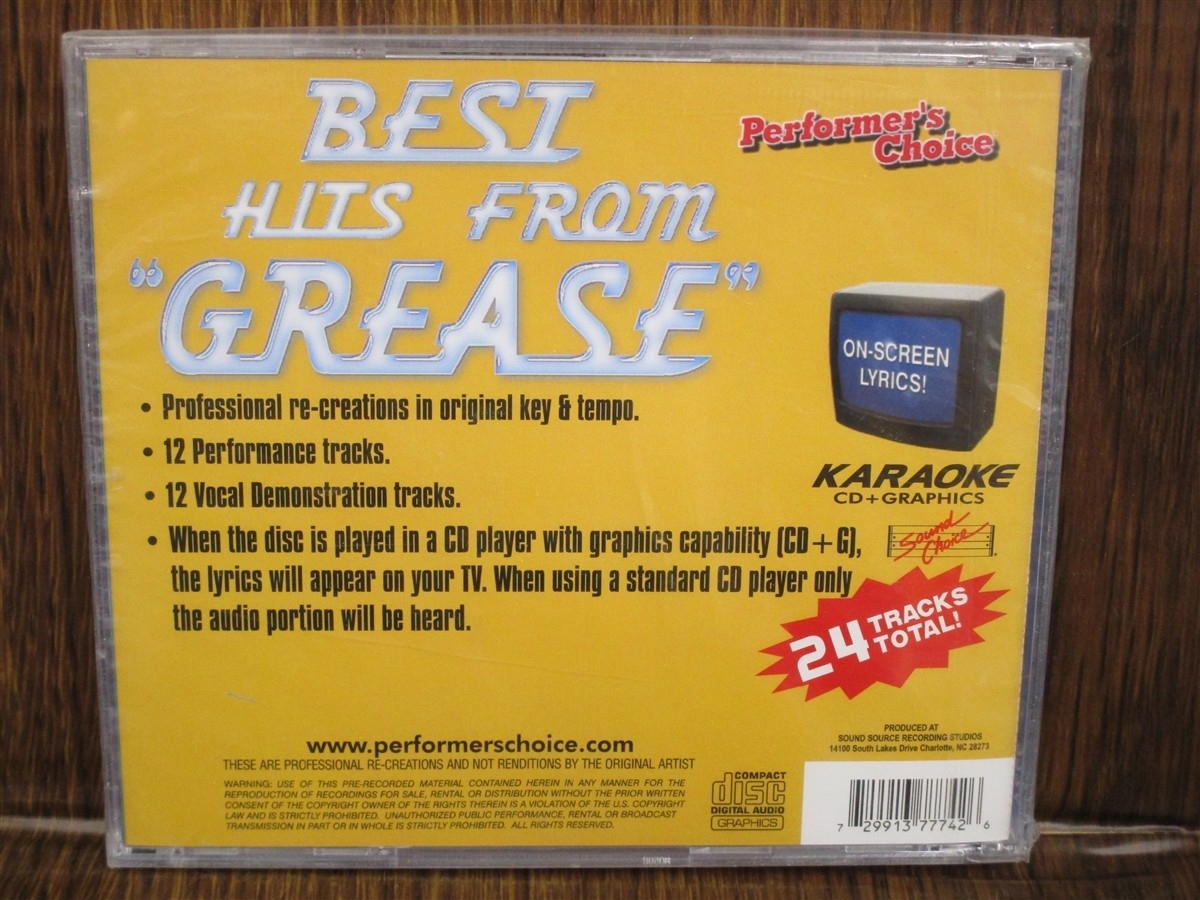 BEST
HITS FROM
"GREASE"
Performer's
Choice
ON-SCREEN
LYRICS!
KARAOKE
CD+GRAPHICS
Sound
Choice
• Professional re-creations in original key & tempo.
• 12 Performance tracks.
• 12 Vocal Demonstration tracks.
• When the disc is played in a CD player with graphics capability (CD+G),
the lyrics will appear on your TV. When using a standard CD player only
the audio portion will be heard.
24 TRACKS
TOTAL!
www.performerschoice.com
THESE ARE PROFESSIONAL RE-CREATIONS AND NOT RENDITIONS BY THE ORIGINAL ARTIST
WARNING: USE OF THIS PRE-RECORDED MATERIAL CONTAINED HEREIN IN ANY MANNER FOR THE
REPRODUCTION OF RECORDINGS FOR SALE, RENTAL OR DISTRIBUTION WITHOUT THE PRIOR WRITTEN
CONSENT OF THE COPYRIGHT OWNER OF THE RIGHTS THEREIN IS A VIOLATION OF THE U.S. COPYRIGHT
LAW AND IS STRICTLY PROHIBITED. UNAUTHORIZED PUBLIC PERFORMANCE, RENTAL OR BROADCAST
TRANSMISSION IN PART OR IN WHOLE IS STRICTLY PROHIBITED. ALL RIGHTS RESERVED.
COMPACT
disc
DIGITAL AUDIO
GRAPHICS
PRODUCED AT
SOUND SOURCE RECORDING STUDIOS
14100 South Lakes Drive Charlotte, NC 28273
7 29913 77742 6